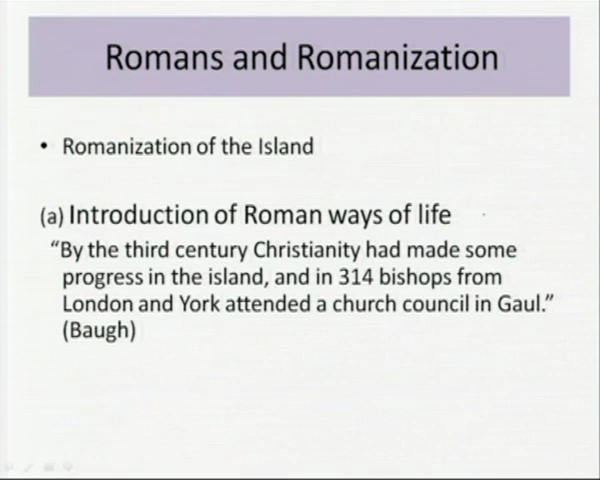 Romans and Romanization
• Romanization of the Island
(a) Introduction of Roman ways of life
“By the third century Christianity had made some
progress in the island, and in 314 bishops from
London and York attended a church council in Gaul.”
(Baugh)